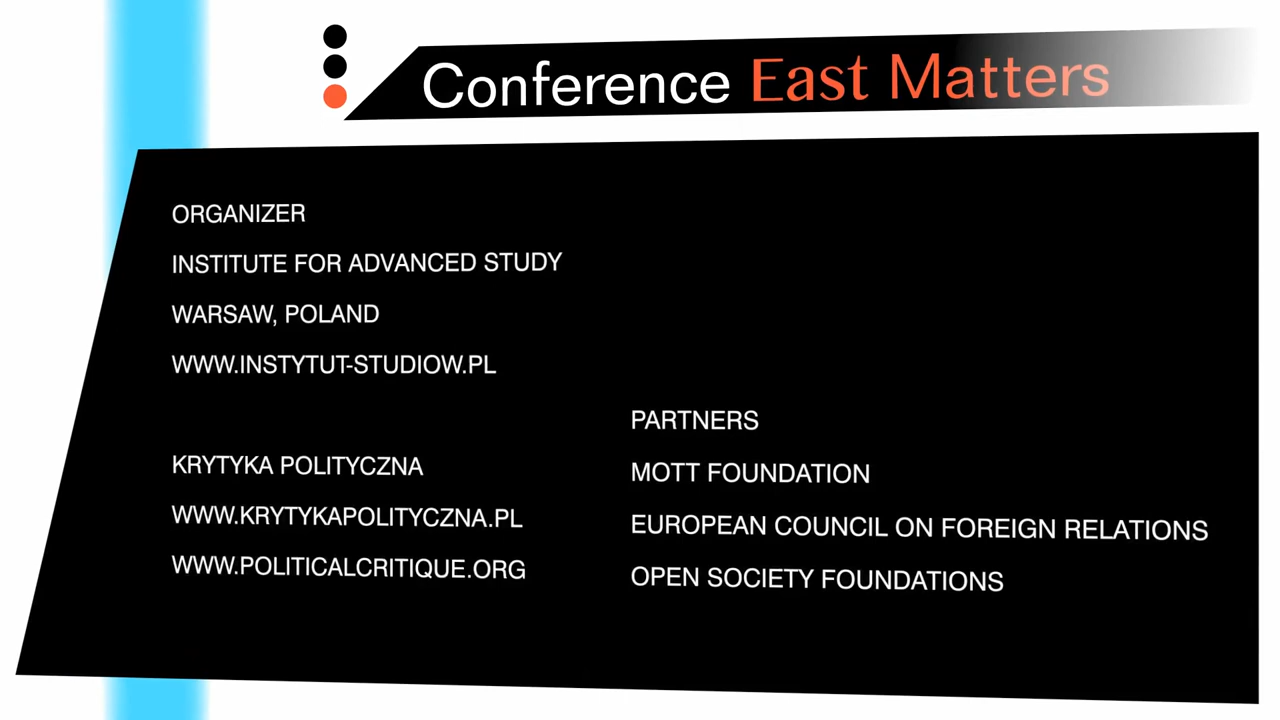 Conference East Matters
ORGANIZER
INSTITUTE FOR ADVANCED STUDY
WARSAW, POLAND
WWW.INSTYTUT-STUDIOW.PL
KRYTYKA POLITYCZNA
WWW.KRYTYKAPOLITYCZNA.PL
WWW.POLITICALCRITIQUE.ORG
PARTNERS
MOTT FOUNDATION
EUROPEAN COUNCIL ON FOREIGN RELATIONS
OPEN SOCIETY FOUNDATIONS